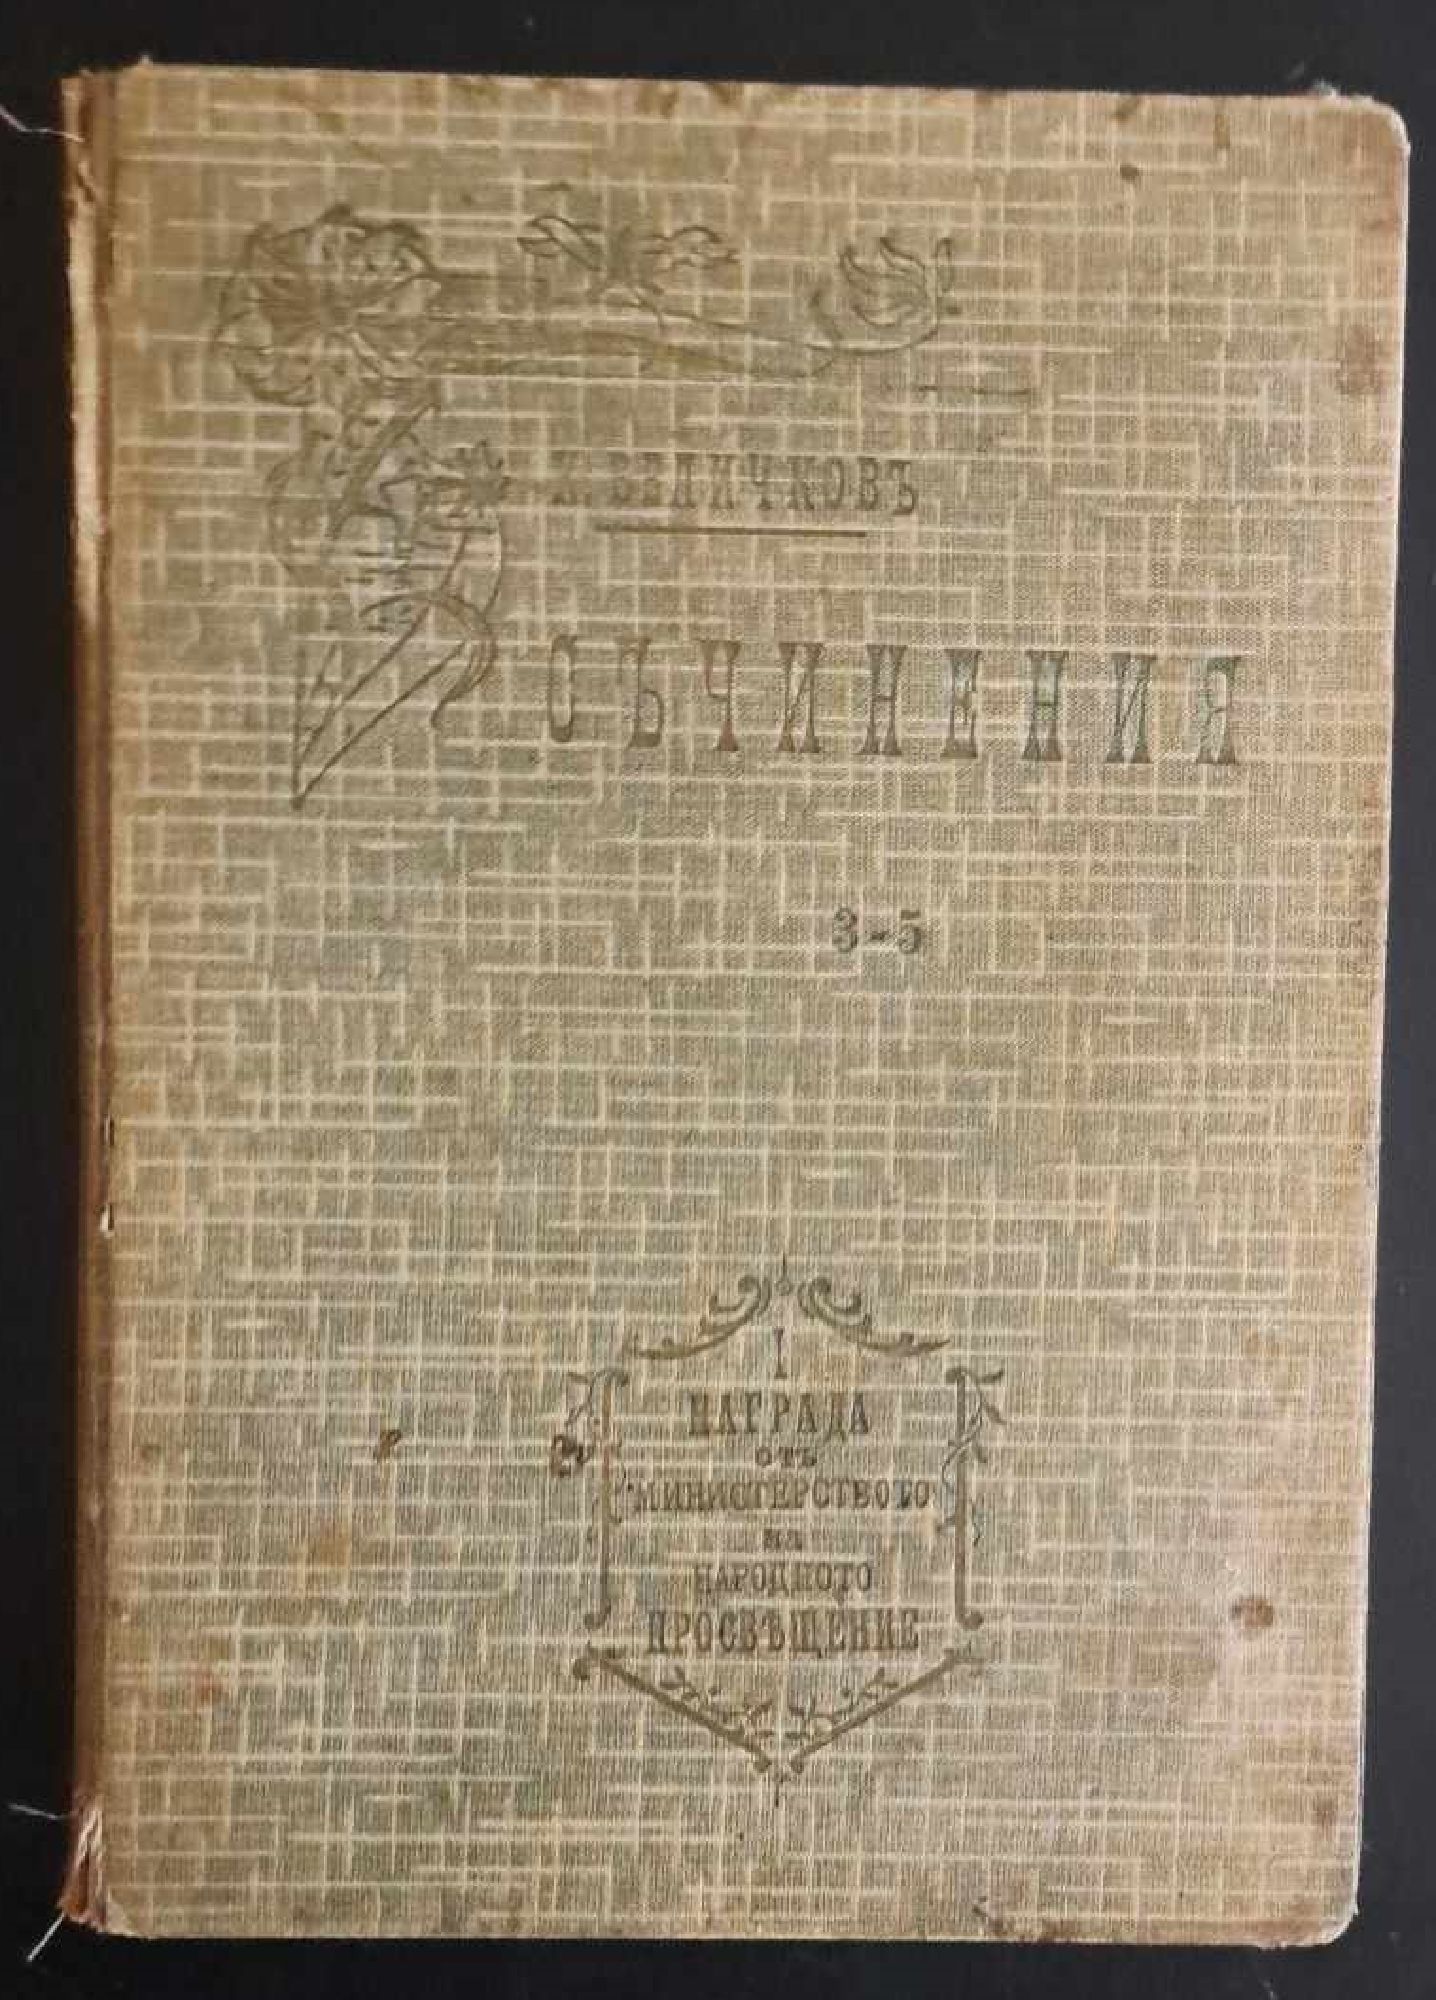 К. ВЕЛИЧКОВЪ
СЪЧИНЕНИЯ
3-5
I
НАГРАДА
отъ
МИНИСТЕРСТВОТО
на
НАРОДНОТО
ПРОСВѢЩЕНИЕ